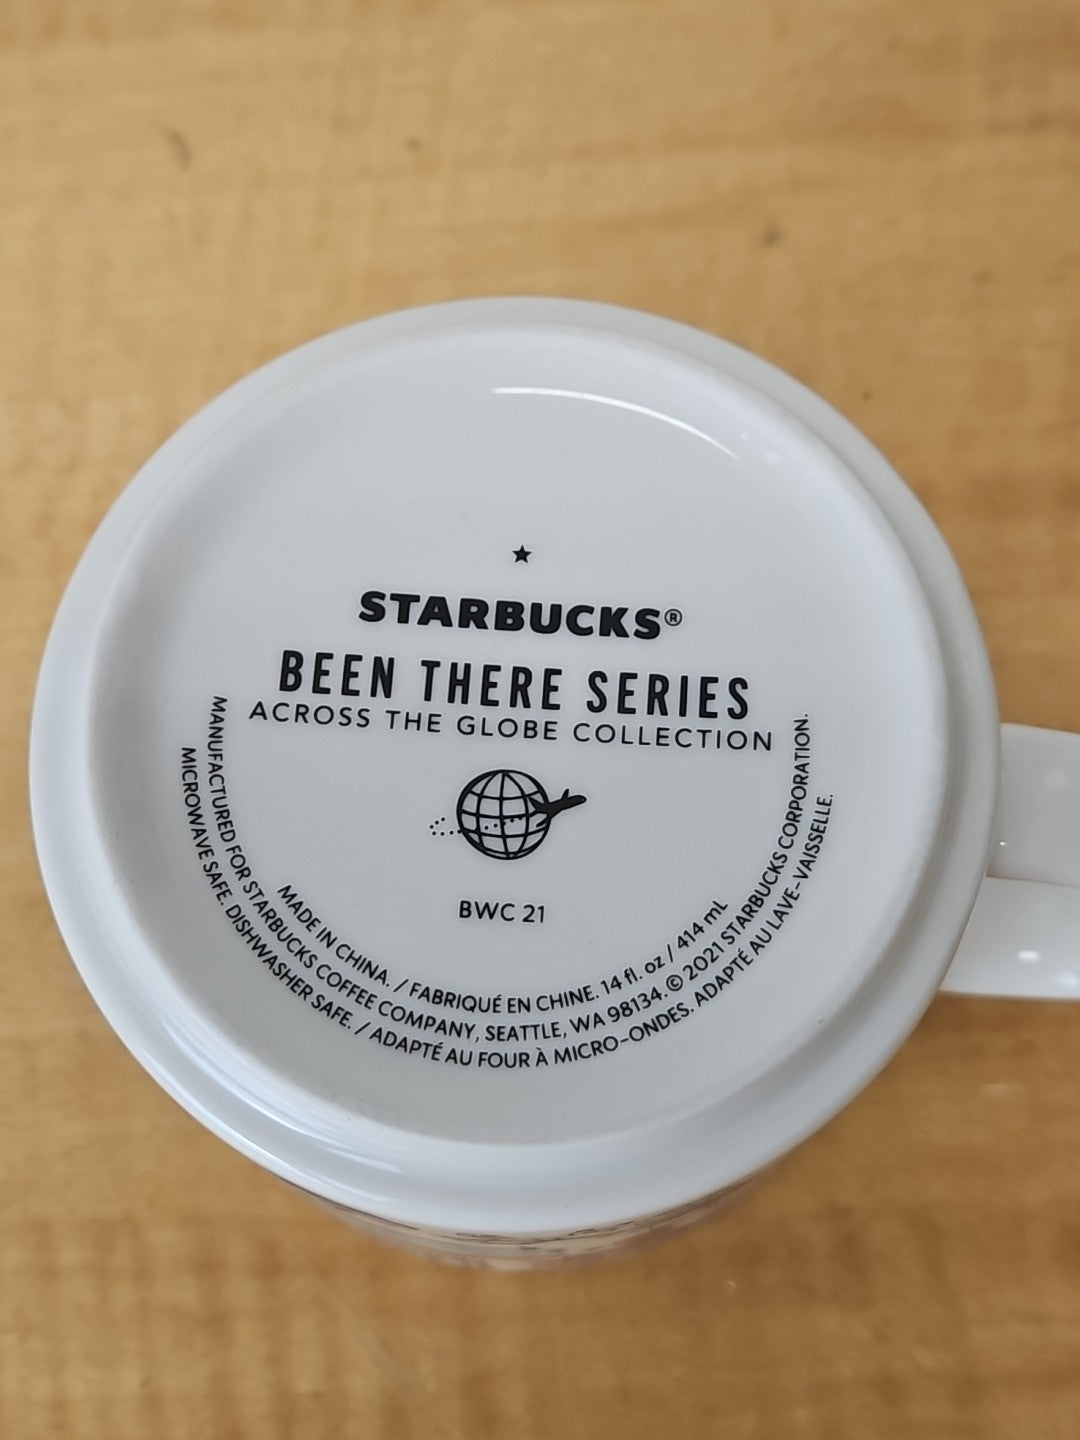 STARBUCKS®
BEEN THERE SERIES
ACROSS THE GLOBE COLLECTION
BWC 21
MADE IN CHINA. / FABRIQUÉ EN CHINE. 14 fl. oz / 414 mL
MANUFACTURED FOR STARBUCKS COFFEE COMPANY, SEATTLE, WA 98134. © 2021 STARBUCKS CORPORATION.
MICROWAVE SAFE. DISHWASHER SAFE. / ADAPTÉ AU FOUR À MICRO-ONDES. ADAPTÉ AU LAVE-VAISSELLE.